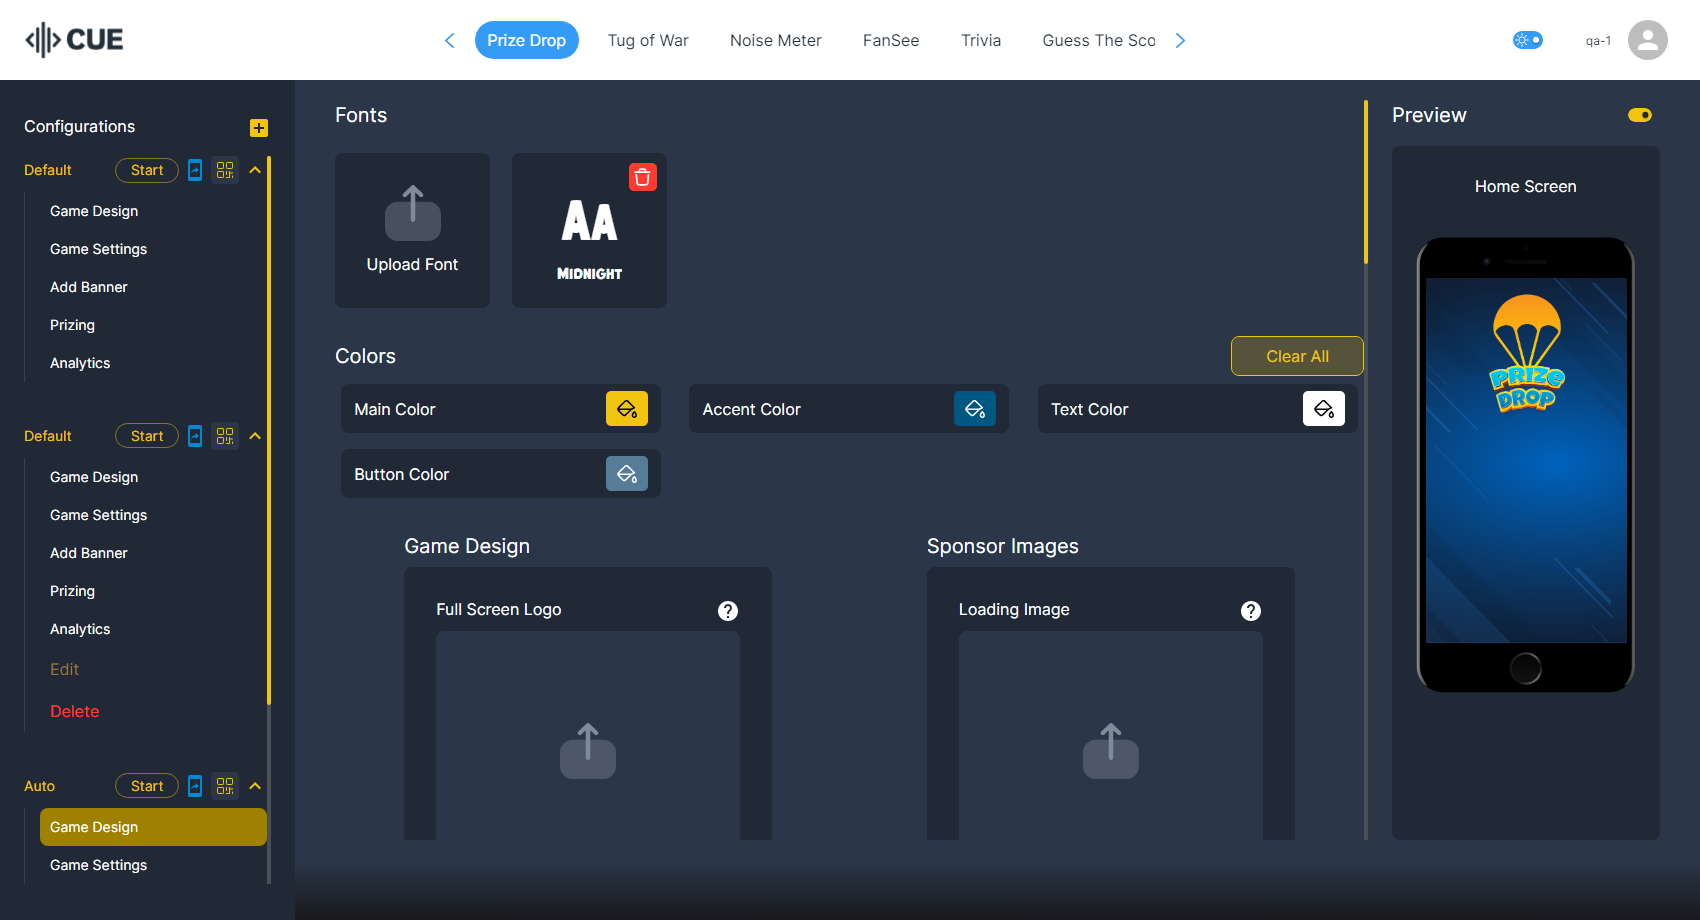 CUE
Prize Drop
Tug of War
Noise Meter
FanSee
Trivia
Guess The Sco
qa-1
Configurations
Default
Start
Game Design
Game Settings
Add Banner
Prizing
Analytics
Default
Start
Game Design
Game Settings
Add Banner
Prizing
Analytics
Edit
Delete
Auto
Start
Game Design
Game Settings
Fonts
Upload Font
AA
MIDNIGHT
Colors
Clear All
Main Color
Accent Color
Text Color
Button Color
Game Design
Full Screen Logo
?
Sponsor Images
Loading Image
?
Preview
Home Screen
PRIZE
DROP